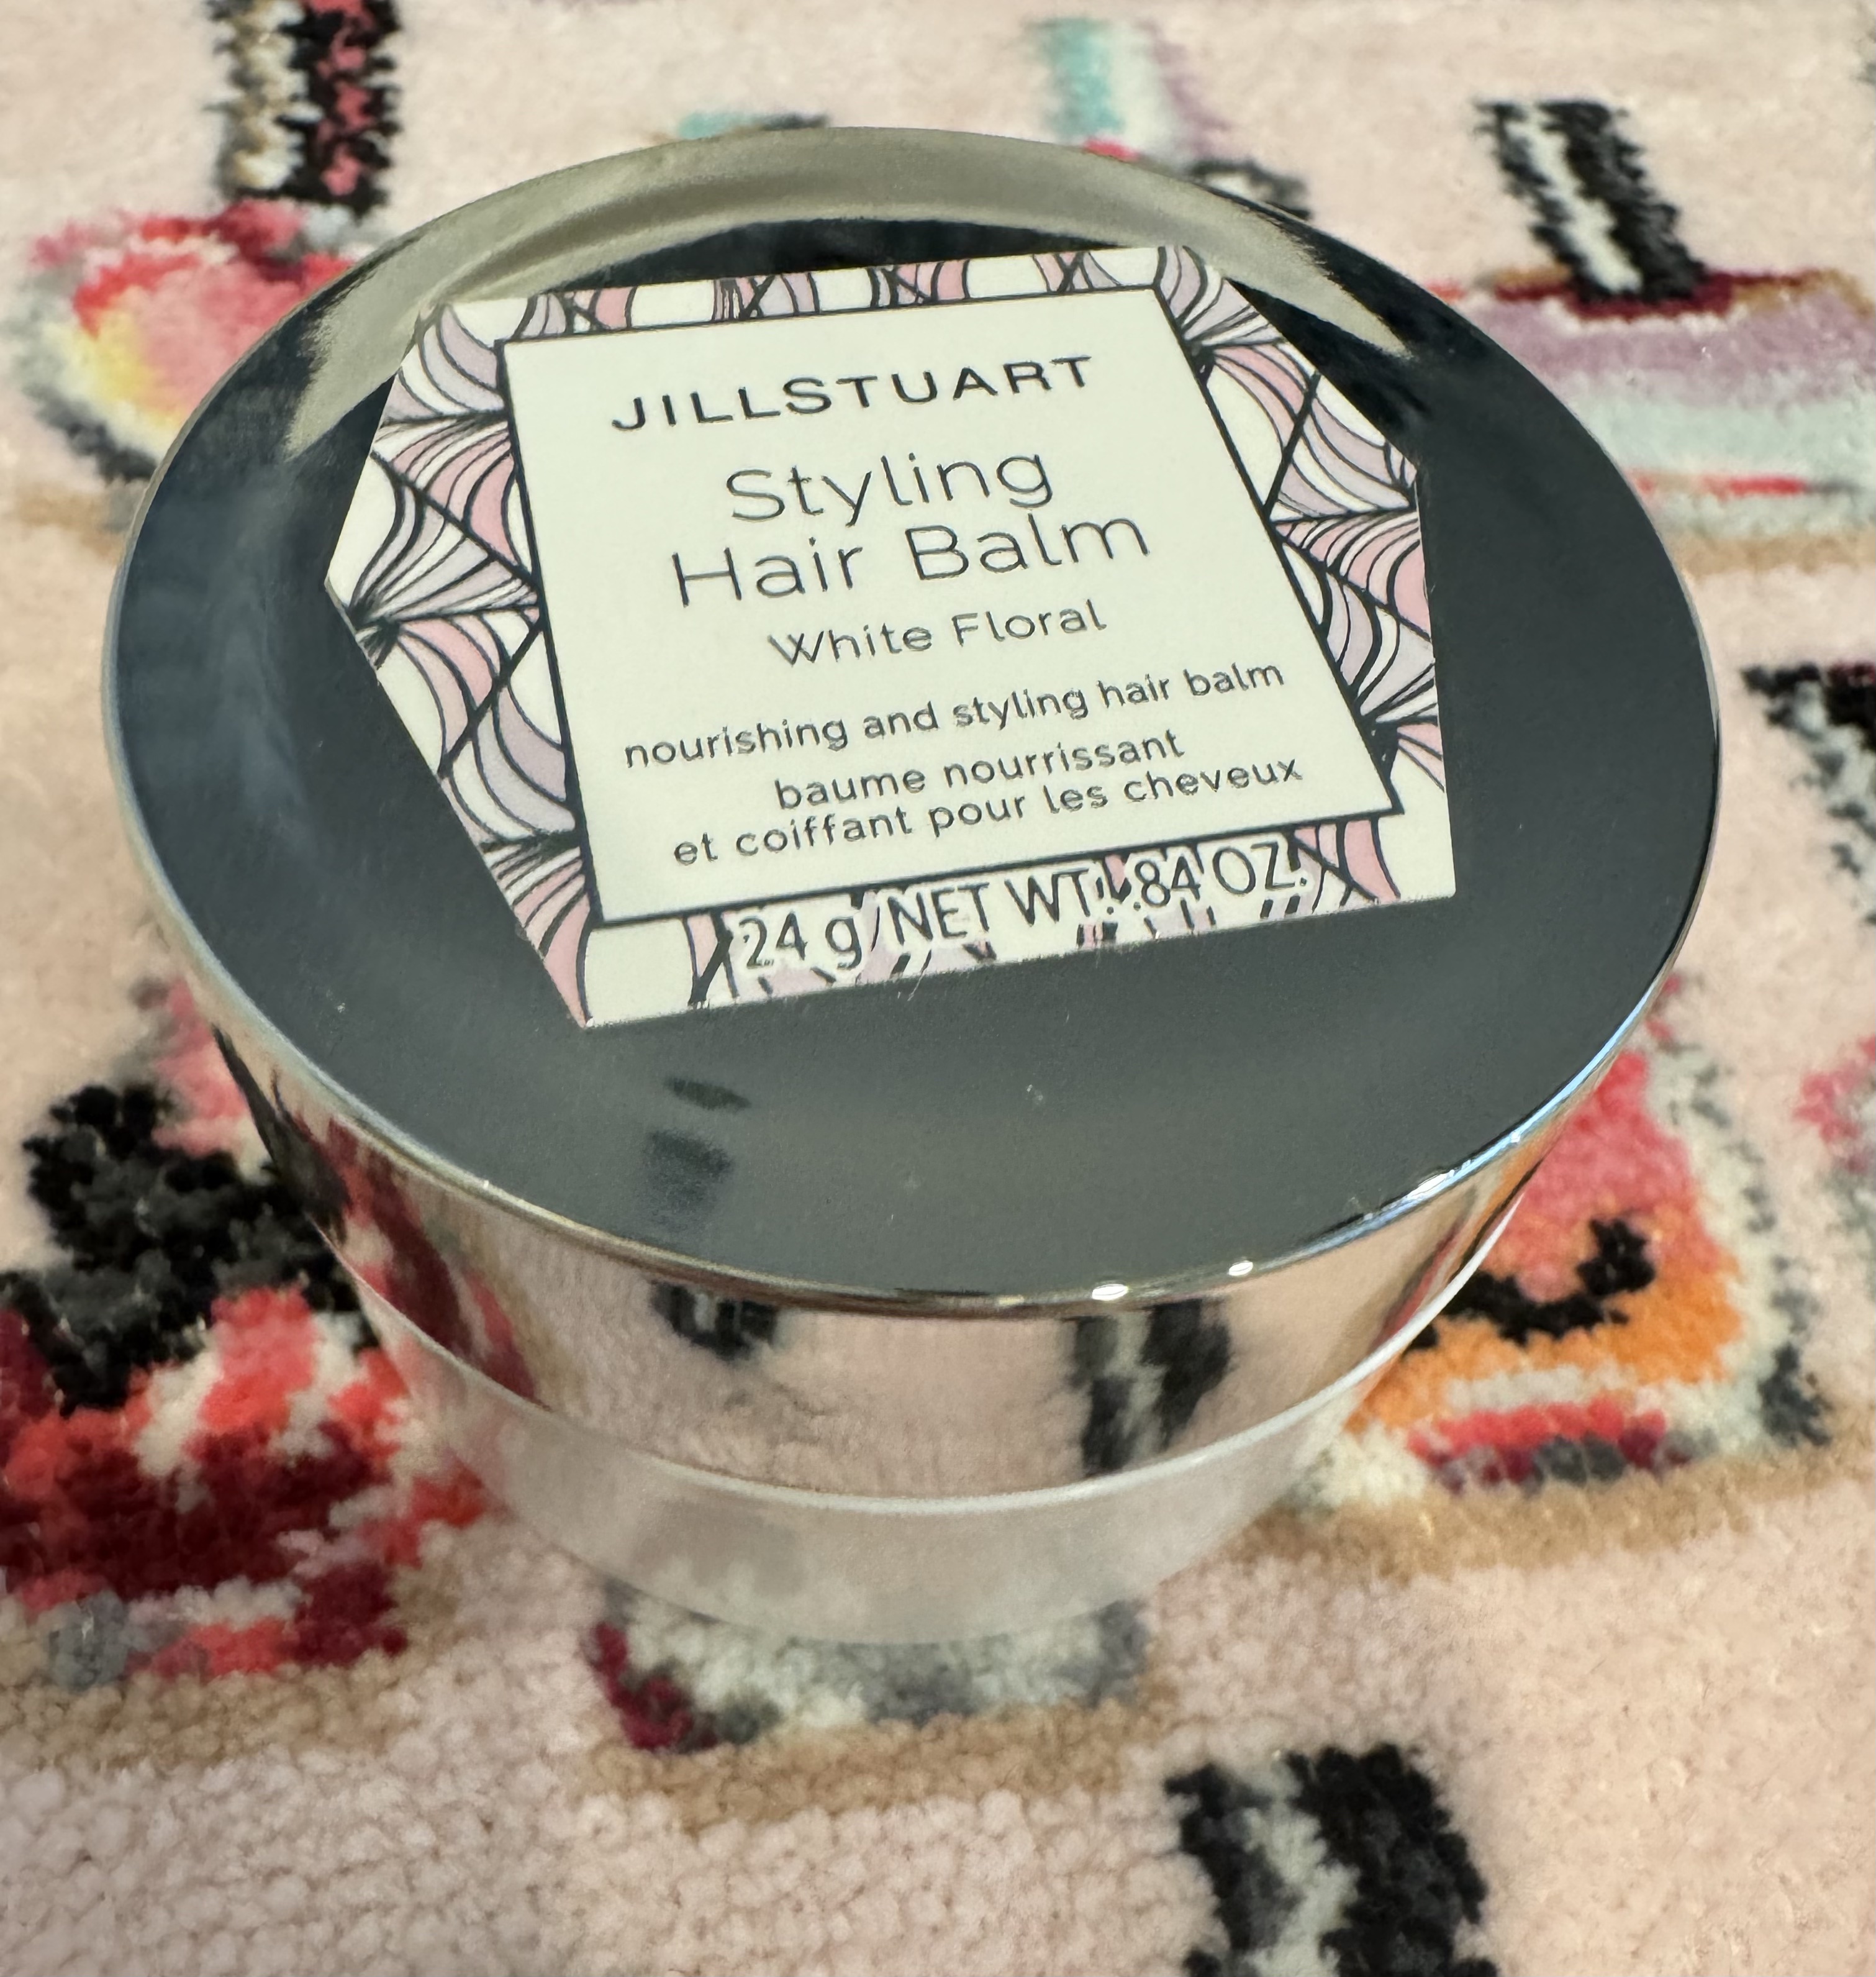 JILLSTUART
Styling
Hair Balm
White Floral
nourishing and styling hair balm
baume nourrissant
et coiffant pour les cheveux
24 g/NET WT. .84 OZ.